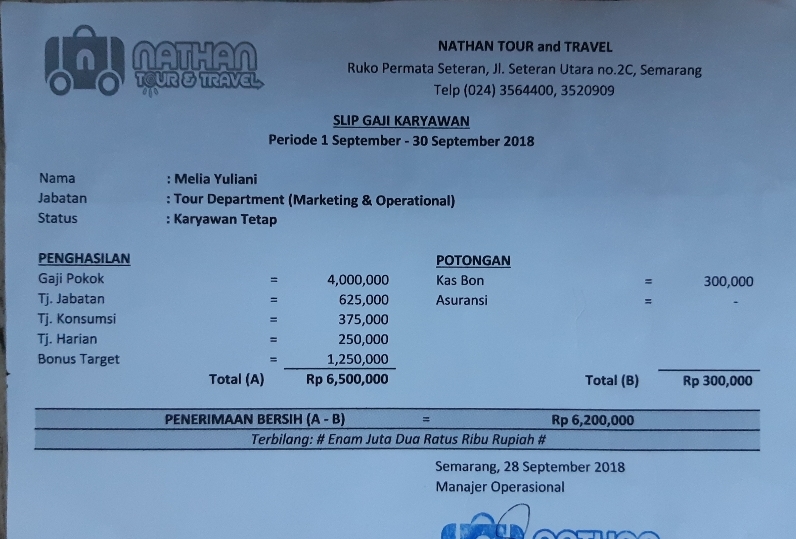 NATHAN
TOUR & TRAVEL
NATHAN TOUR and TRAVEL
Ruko Permata Seteran, Jl. Seteran Utara no.2C, Semarang
Telp (024) 3564400, 3520909
SLIP GAJI KARYAWAN
Periode 1 September - 30 September 2018
Nama : Melia Yuliani
Jabatan : Tour Department (Marketing & Operational)
Status : Karyawan Tetap
PENGHASILAN POTONGAN
Gaji Pokok = 4,000,000 Kas Bon = 300,000
Tj. Jabatan = 625,000 Asuransi = -
Tj. Konsumsi = 375,000
Tj. Harian = 250,000
Bonus Target = 1,250,000
Total (A) Rp 6,500,000 Total (B) Rp 300,000
PENERIMAAN BERSIH (A - B) = Rp 6,200,000
Terbilang: # Enam Juta Dua Ratus Ribu Rupiah #
Semarang, 28 September 2018
Manajer Operasional
NATHAN